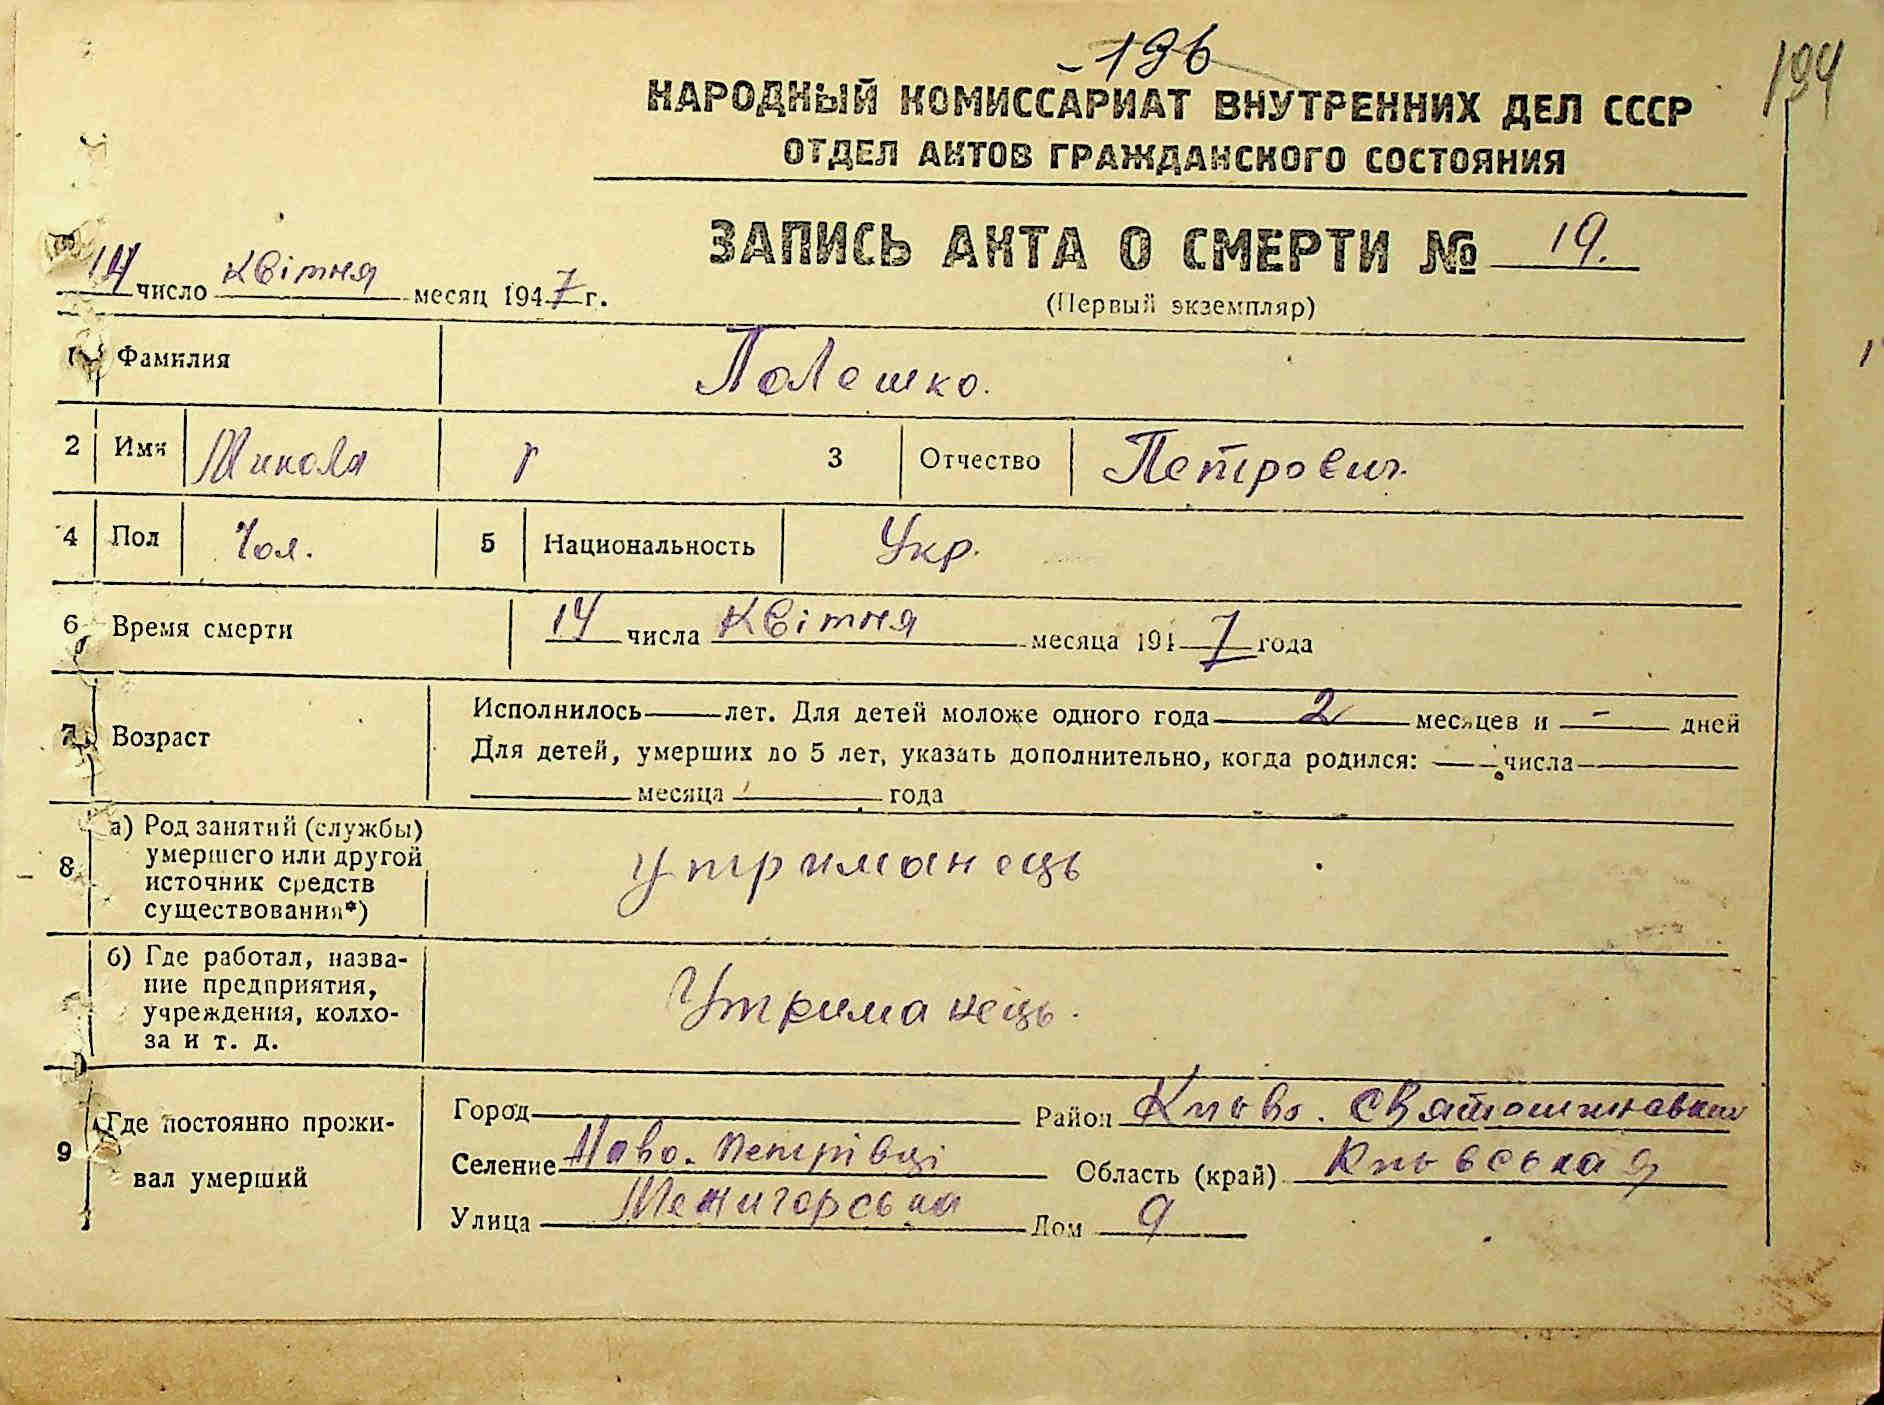 196
194
НАРОДНЫЙ КОМИССАРИАТ ВНУТРЕННИХ ДЕЛ СССР
ОТДЕЛ АКТОВ ГРАЖДАНСКОГО СОСТОЯНИЯ
ЗАПИСЬ АКТА О СМЕРТИ № 19.
14 число квітня месяц 1947 г.
(Первый экземпляр)
1 Фамилия Полешко.
2 Имя Микола 3 Отчество Петрович.
4 Пол Чол. 5 Национальность Укр.
6 Время смерти 14 числа квітня месяца 1947 года
7 Возраст Исполнилось — лет. Для детей моложе одного года 2 месяцев и - дней
Для детей, умерших до 5 лет, указать дополнительно, когда родился: — числа
месяца года
8 а) Род занятий (службы) умершего или другой источник средств существования*) утриманець
б) Где работал, название предприятия, учреждения, колхоза и т. д. Утриманець.
9 Где постоянно проживал умерший
Город Район Києво. Святошинський
Селение Ново. Петрівці Область (край) Київська
Улица Межигорська Дом 9